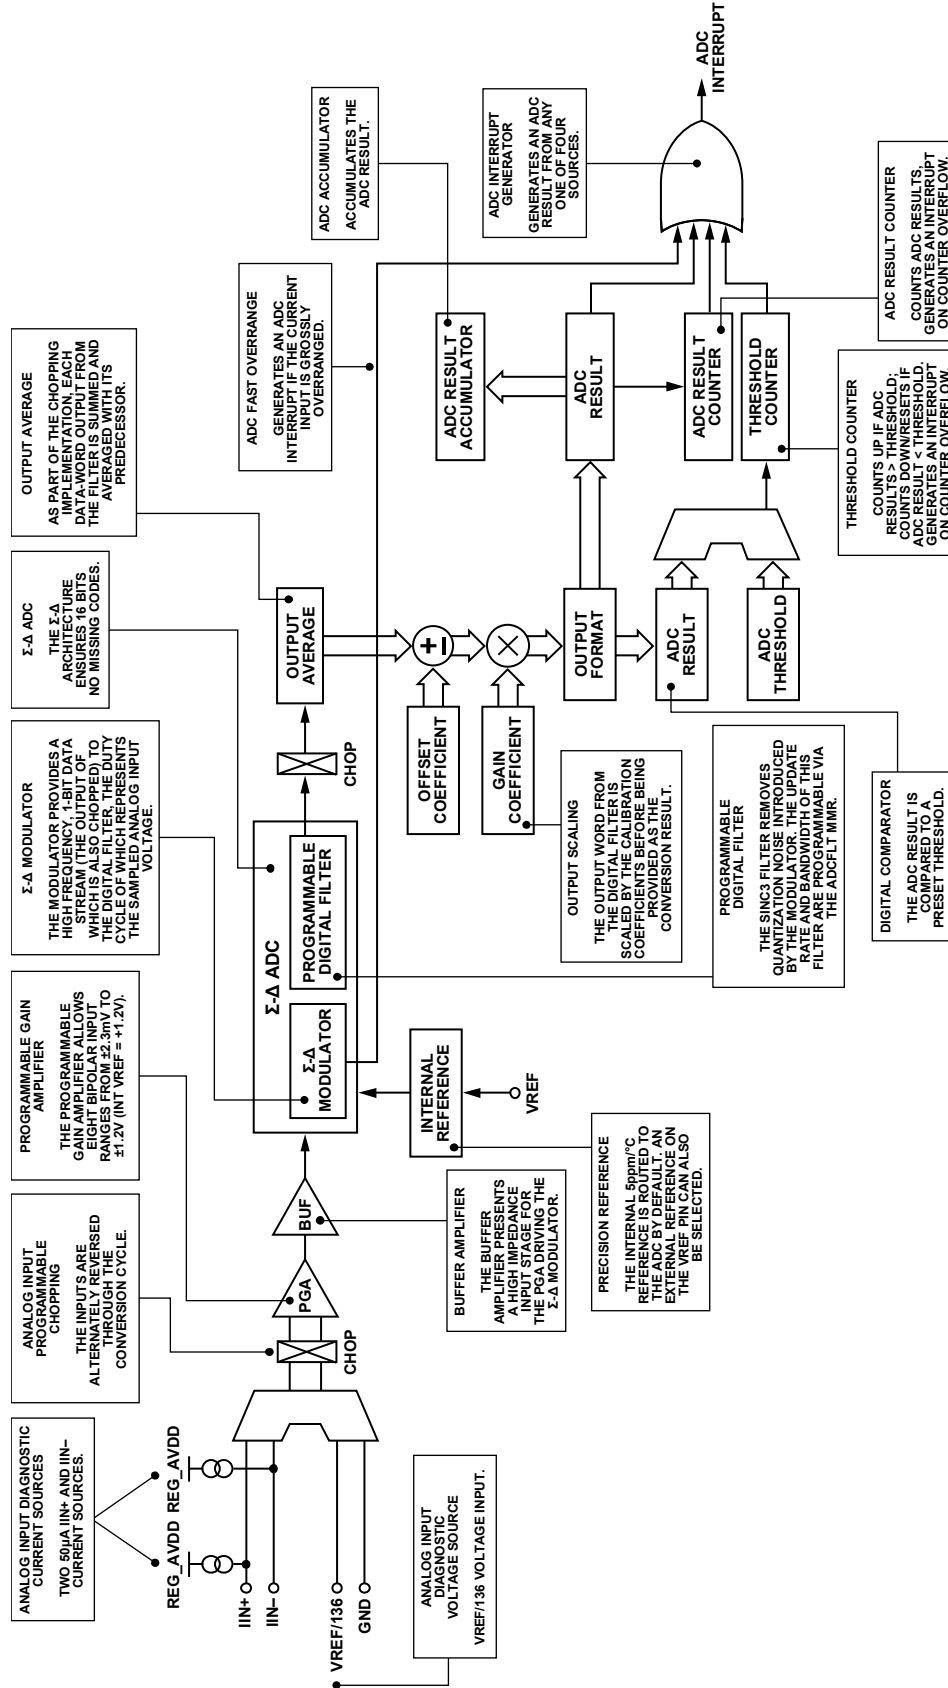 ANALOG INPUT DIAGNOSTIC
CURRENT SOURCES
TWO 50µA IIN+ AND IIN–
CURRENT SOURCES.
ANALOG INPUT
PROGRAMMABLE
CHOPPING
THE INPUTS ARE
ALTERNATELY REVERSED
THROUGH THE
CONVERSION CYCLE.
PROGRAMMABLE GAIN
AMPLIFIER
THE PROGRAMMABLE
GAIN AMPLIFIER ALLOWS
EIGHT BIPOLAR INPUT
RANGES FROM ±2.3mV TO
±1.2V (INT VREF = +1.2V).
Σ-Δ MODULATOR
THE MODULATOR PROVIDES A
HIGH FREQUENCY, 1-BIT DATA
STREAM (THE OUTPUT OF
WHICH IS ALSO CHOPPED) TO
THE DIGITAL FILTER, THE DUTY
CYCLE OF WHICH REPRESENTS
THE SAMPLED ANALOG INPUT
VOLTAGE.
Σ-Δ ADC
THE Σ-Δ
ARCHITECTURE
ENSURES 16 BITS
NO MISSING CODES.
OUTPUT AVERAGE
AS PART OF THE CHOPPING
IMPLEMENTATION, EACH
DATA-WORD OUTPUT FROM
THE FILTER IS SUMMED AND
AVERAGED WITH ITS
PREDECESSOR.
ADC FAST OVERRANGE
GENERATES AN ADC
INTERRUPT IF THE CURRENT
INPUT IS GROSSLY
OVERRANGED.
ADC ACCUMULATOR
ACCUMULATES THE
ADC RESULT.
ADC INTERRUPT
GENERATOR
GENERATES AN ADC
RESULT FROM ANY
ONE OF FOUR
SOURCES.
REG_AVDD
REG_AVDD
IIN+
IIN–
VREF/136
GND
CHOP
PGA
BUF
Σ-Δ ADC
Σ-Δ
MODULATOR
PROGRAMMABLE
DIGITAL FILTER
CHOP
OUTPUT
AVERAGE
INTERNAL
REFERENCE
VREF
OFFSET
COEFFICIENT
GAIN
COEFFICIENT
OUTPUT
FORMAT
ADC RESULT
ACCUMULATOR
ADC
RESULT
ADC RESULT
COUNTER
THRESHOLD
COUNTER
ADC
RESULT
ADC
THRESHOLD
ADC
INTERRUPT
ANALOG INPUT
DIAGNOSTIC
VOLTAGE SOURCE
VREF/136 VOLTAGE INPUT.
BUFFER AMPLIFIER
THE BUFFER
AMPLIFIER PRESENTS
A HIGH IMPEDANCE
INPUT STAGE FOR
THE PGA DRIVING THE
Σ-Δ MODULATOR.
PRECISION REFERENCE
THE INTERNAL 5ppm/°C
REFERENCE IS ROUTED TO
THE ADC BY DEFAULT. AN
EXTERNAL REFERENCE ON
THE VREF PIN CAN ALSO
BE SELECTED.
OUTPUT SCALING
THE OUTPUT WORD FROM
THE DIGITAL FILTER IS
SCALED BY THE CALIBRATION
COEFFICIENTS BEFORE BEING
PROVIDED AS THE
CONVERSION RESULT.
PROGRAMMABLE
DIGITAL FILTER
THE SINC3 FILTER REMOVES
QUANTIZATION NOISE INTRODUCED
BY THE MODULATOR. THE UPDATE
RATE AND BANDWIDTH OF THIS
FILTER ARE PROGRAMMABLE VIA
THE ADCFLT MMR.
DIGITAL COMPARATOR
THE ADC RESULT IS
COMPARED TO A
PRESET THRESHOLD.
THRESHOLD COUNTER
COUNTS UP IF ADC
RESULTS > THRESHOLD;
COUNTS DOWN/RESETS IF
ADC RESULT < THRESHOLD.
GENERATES AN INTERRUPT
ON COUNTER OVERFLOW.
ADC RESULT COUNTER
COUNTS ADC RESULTS,
GENERATES AN INTERRUPT
ON COUNTER OVERFLOW.